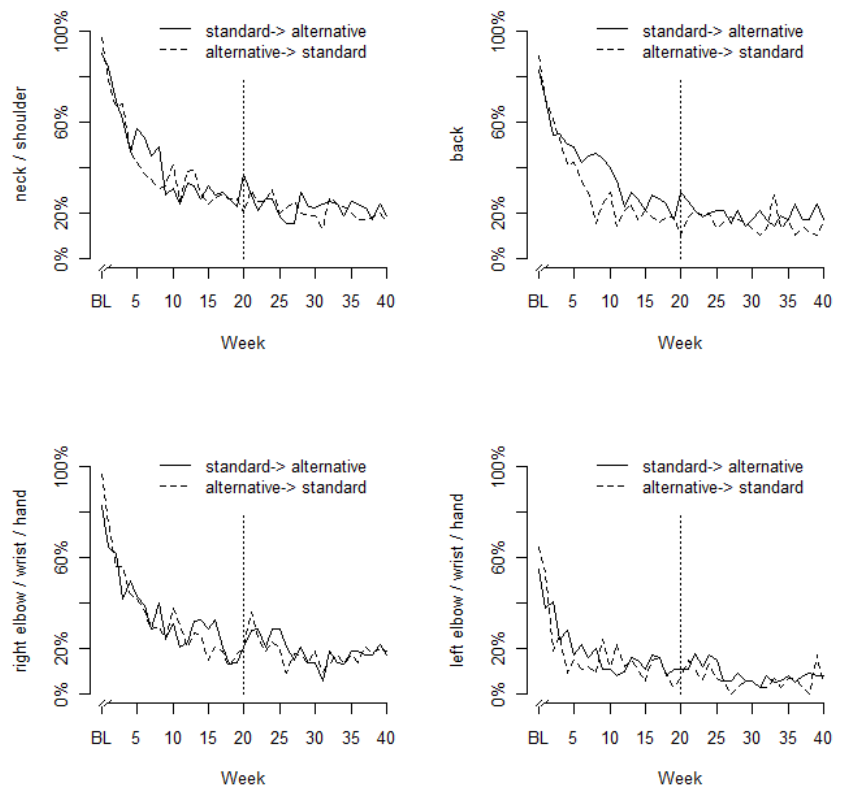 standard-> alternative
alternative-> standard
neck / shoulder
100%
60%
20%
0%
BL 5 10 15 20 25 30 35 40
Week
standard-> alternative
alternative-> standard
back
100%
60%
20%
0%
BL 5 10 15 20 25 30 35 40
Week
standard-> alternative
alternative-> standard
right elbow / wrist / hand
100%
60%
20%
0%
BL 5 10 15 20 25 30 35 40
Week
standard-> alternative
alternative-> standard
left elbow / wrist / hand
100%
60%
20%
0%
BL 5 10 15 20 25 30 35 40
Week